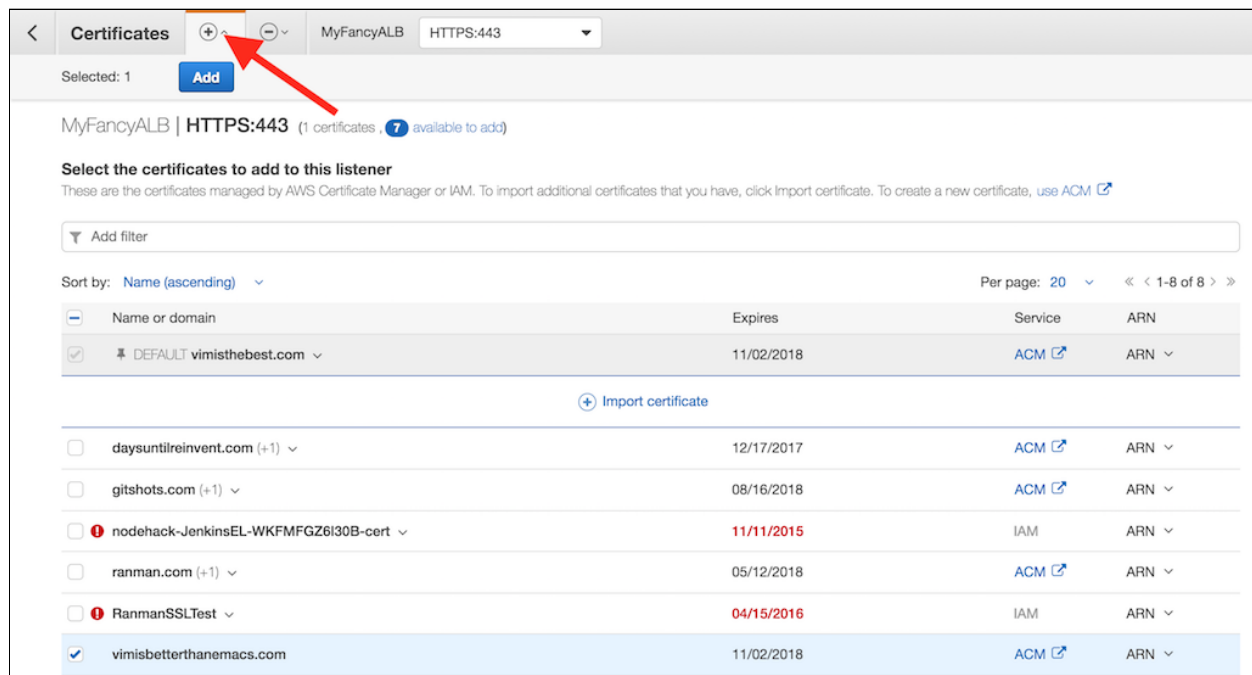 Certificates MyFancyALB HTTPS:443
Selected: 1 Add
MyFancyALB | HTTPS:443 (1 certificates , 7 available to add)
Select the certificates to add to this listener
These are the certificates managed by AWS Certificate Manager or IAM. To import additional certificates that you have, click Import certificate. To create a new certificate, use ACM
Add filter
Sort by: Name (ascending) Per page: 20 « < 1-8 of 8 > »
Name or domain Expires Service ARN
DEFAULT vimisthebest.com 11/02/2018 ACM ARN
Import certificate
daysuntilreinvent.com (+1) 12/17/2017 ACM ARN
gitshots.com (+1) 08/16/2018 ACM ARN
nodehack-JenkinsEL-WKFMFGZ6I30B-cert 11/11/2015 IAM ARN
ranman.com (+1) 05/12/2018 ACM ARN
RanmanSSLTest 04/15/2016 IAM ARN
vimisbetterthanemacs.com 11/02/2018 ACM ARN